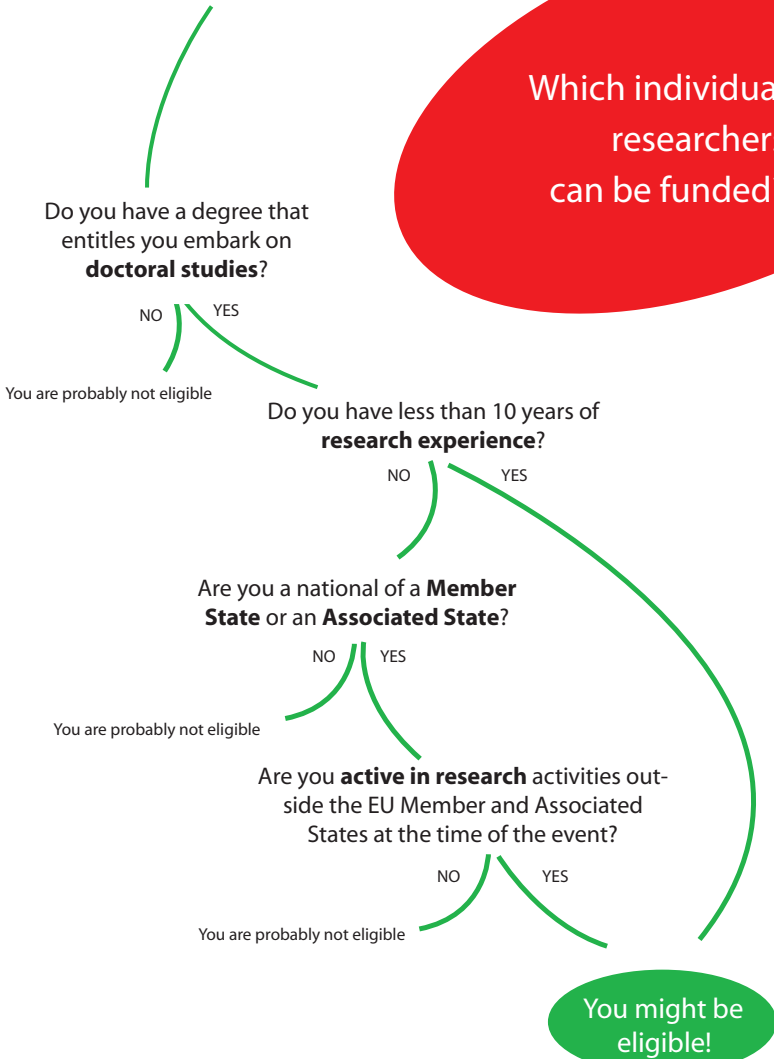 Which individua
researchers
can be funded
Do you have a degree that
entitles you embark on
doctoral studies?
NO
YES
You are probably not eligible
Do you have less than 10 years of
research experience?
NO
YES
Are you a national of a Member
State or an Associated State?
NO
YES
You are probably not eligible
Are you active in research activities out-
side the EU Member and Associated
States at the time of the event?
NO
YES
You are probably not eligible
You might be
eligible!